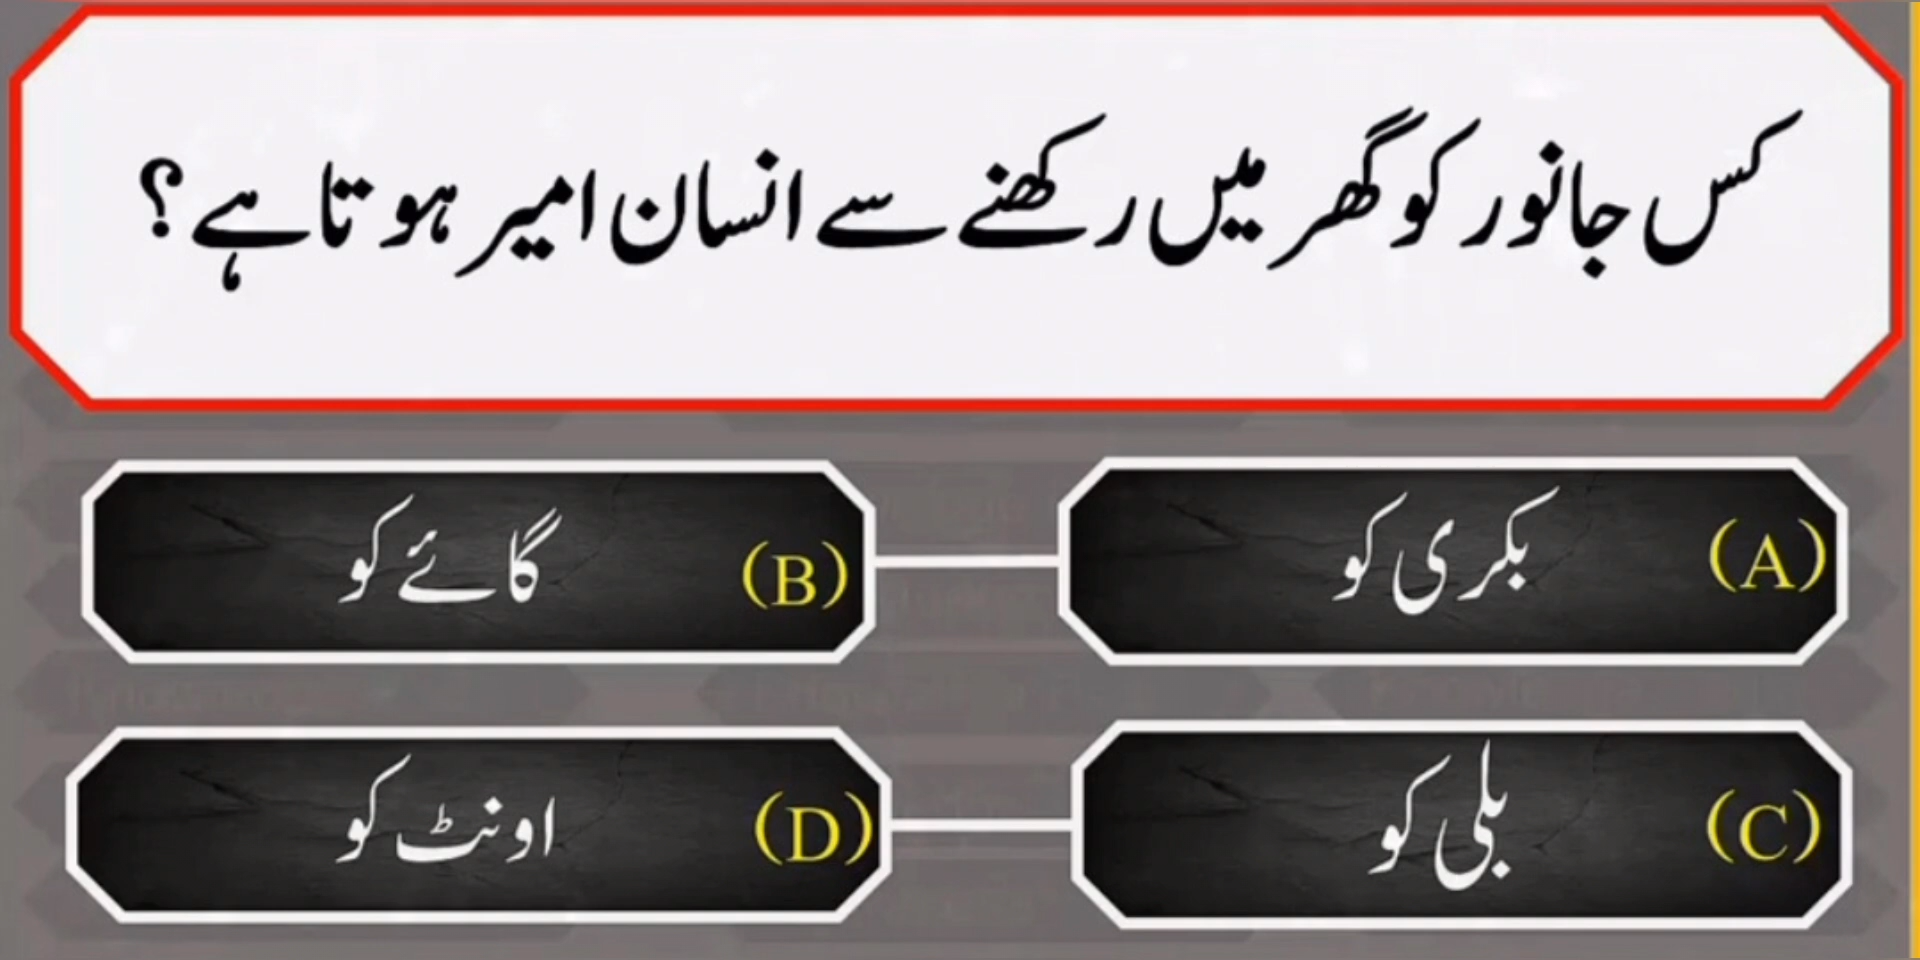 کس جانور کو گھر میں رکھنے سے انسان امیر ہوتا ہے؟
(A) بکری کو
(B) گائے کو
(C) بلی کو
(D) اونٹ کو